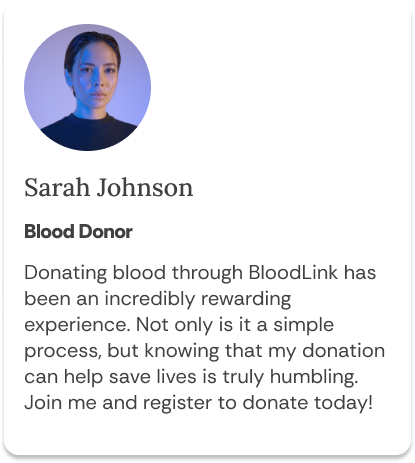 Sarah Johnson
Blood Donor
Donating blood through BloodLink has
been an incredibly rewarding
experience. Not only is it a simple
process, but knowing that my donation
can help save lives is truly humbling.
Join me and register to donate today!